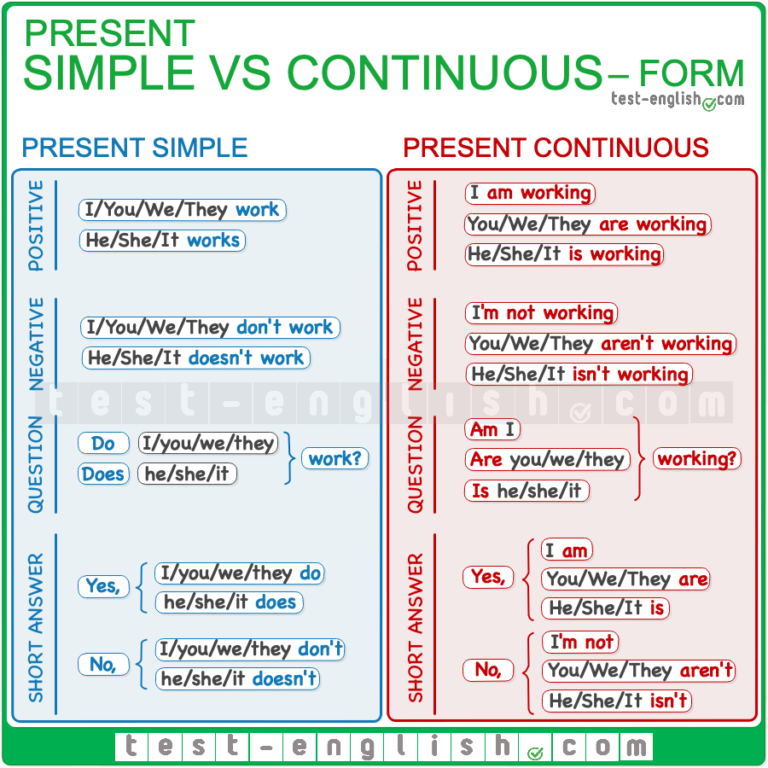 PRESENT
SIMPLE VS CONTINUOUS – FORM
test-english.com
PRESENT SIMPLE
POSITIVE
I/You/We/They work
He/She/It works
NEGATIVE
I/You/We/They don't work
He/She/It doesn't work
QUESTION
Do I/you/we/they
Does he/she/it
work?
SHORT ANSWER
Yes,
I/you/we/they do
he/she/it does
No,
I/you/we/they don't
he/she/it doesn't
PRESENT CONTINUOUS
POSITIVE
I am working
You/We/They are working
He/She/It is working
NEGATIVE
I'm not working
You/We/They aren't working
He/She/It isn't working
QUESTION
Am I
Are you/we/they
Is he/she/it
working?
SHORT ANSWER
Yes,
I am
You/We/They are
He/She/It is
No,
I'm not
You/We/They aren't
He/She/It isn't
test-english.com
test-english.com